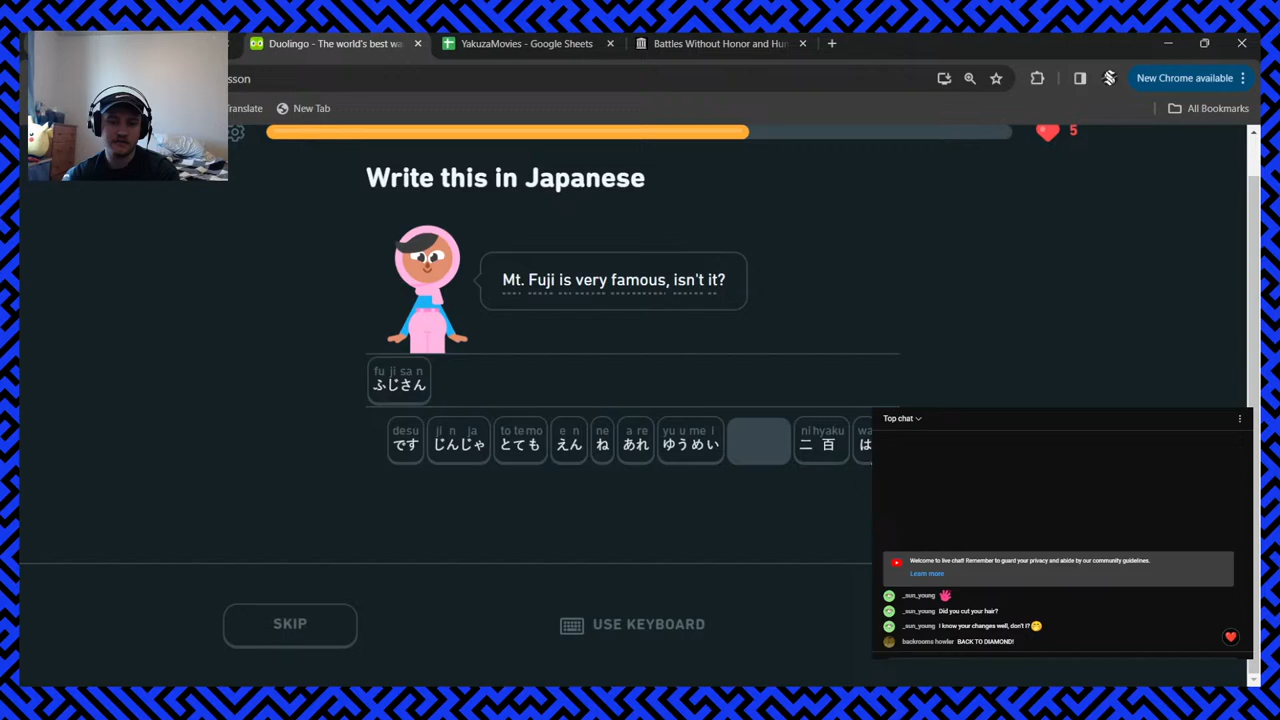 Duolingo - The world's best wa
YakuzaMovies - Google Sheets
Battles Without Honor and Hun
sson
New Chrome available
Translate
New Tab
All Bookmarks
5
Write this in Japanese
Mt. Fuji is very famous, isn't it?
fu ji sa n
ふじさん
desu ji n ja to te mo e n ne a re yu u me i ni hyaku wa
です じんじゃ とても えん ね あれ ゆうめい 二 百 は
SKIP
USE KEYBOARD
Top chat
Welcome to live chat! Remember to guard your privacy and abide by our community guidelines.
Learn more
_sun_young
_sun_young Did you cut your hair?
_sun_young I know your changes well, don't I?
backrooms howler BACK TO DIAMOND!